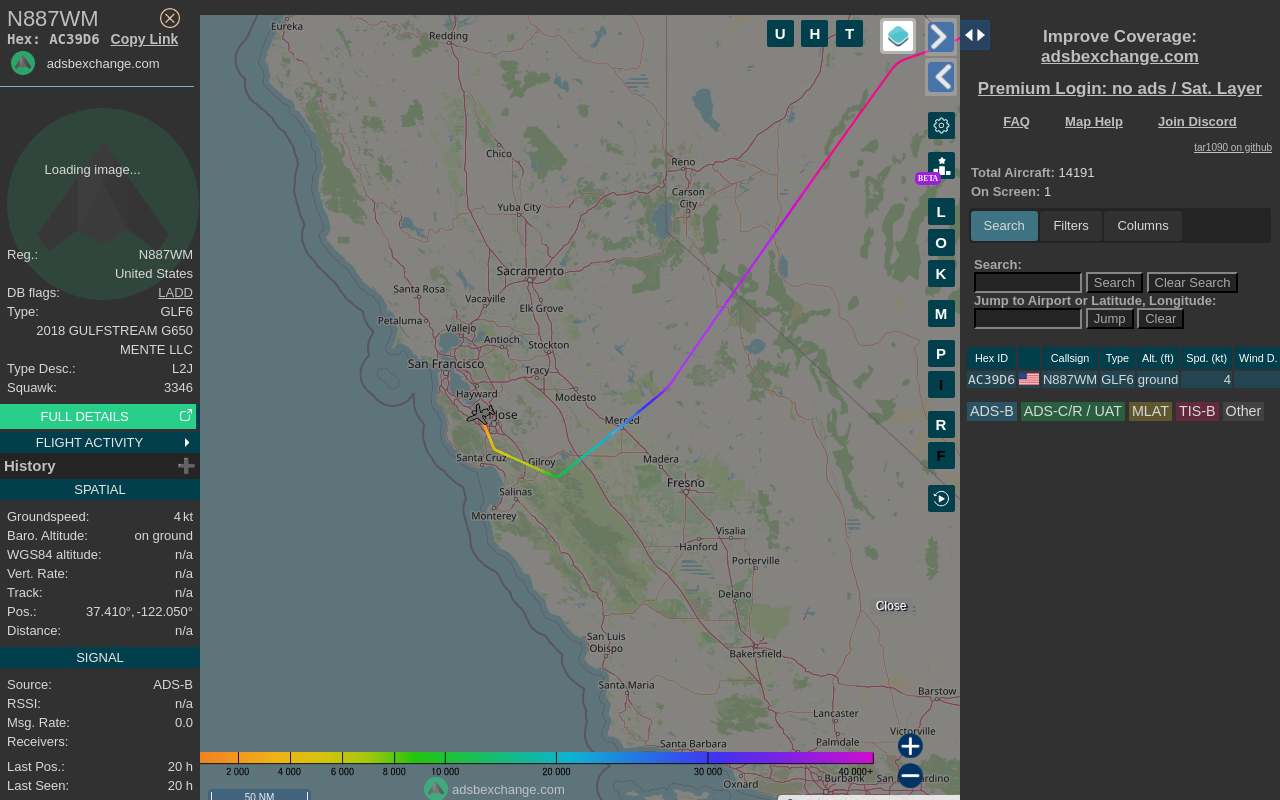 N887WM
Hex: AC39D6 Copy Link
adsbexchange.com
Loading image...
Reg.: N887WM
United States
DB flags: LADD
Type: GLF6
2018 GULFSTREAM G650
MENTE LLC
Type Desc.: L2J
Squawk: 3346
FULL DETAILS
FLIGHT ACTIVITY
History
SPATIAL
Groundspeed: 4 kt
Baro. Altitude: on ground
WGS84 altitude: n/a
Vert. Rate: n/a
Track: n/a
Pos.: 37.410°, -122.050°
Distance: n/a
SIGNAL
Source: ADS-B
RSSI: n/a
Msg. Rate: 0.0
Receivers:
Last Pos.: 20 h
Last Seen: 20 h
U H T
BETA
L
O
K
M
P
I
R
F
Eureka
Redding
Chico
Reno
Carson
City
Yuba City
Sacramento
Santa Rosa
Vacaville
Elk Grove
Petaluma
Vallejo
Antioch
Stockton
San Francisco
Tracy
Hayward
Modesto
ose
Merced
Santa Cruz
Gilroy
Madera
Salinas
Fresno
Monterey
Visalia
Hanford
Porterville
Delano
Close
San Luis
Obispo
Bakersfield
Santa Maria
Barstow
Lancaster
Victorville
Palmdale
Santa Barbara
Oxnard
Burbank
2 000 4 000 6 000 8 000 10 000 20 000 30 000 40 000+
adsbexchange.com
50 NM
Improve Coverage:
adsbexchange.com
Premium Login: no ads / Sat. Layer
FAQ Map Help Join Discord
tar1090 on github
Total Aircraft: 14191
On Screen: 1
Search Filters Columns
Search:
Search Clear Search
Jump to Airport or Latitude, Longitude:
Jump Clear
Hex ID Callsign Type Alt. (ft) Spd. (kt) Wind D.
AC39D6 N887WM GLF6 ground 4
ADS-B ADS-C/R / UAT MLAT TIS-B Other